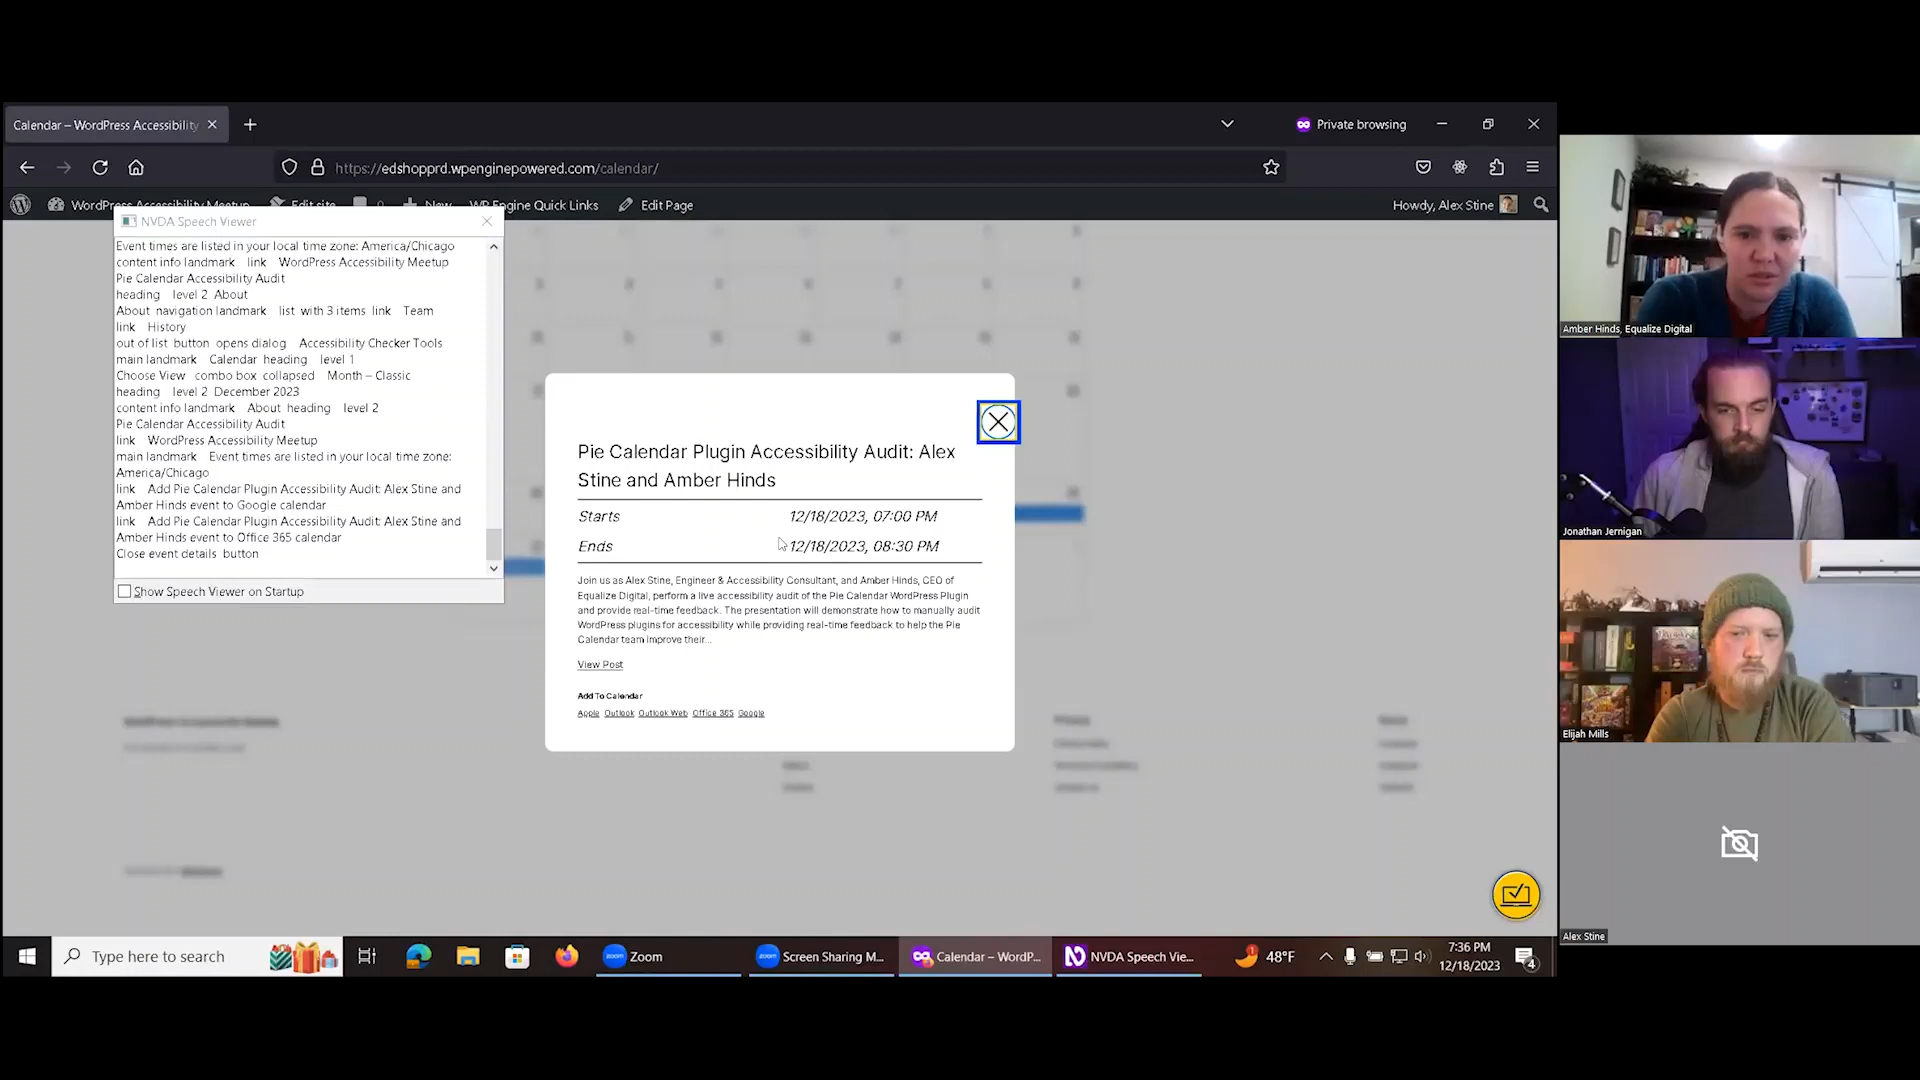 Calendar – WordPress Accessibility
Private browsing
https://edshopprd.wpenginepowered.com/calendar/
WordPress Accessibility Meetup
Edit site
0
New
WP Engine Quick Links
Edit Page
Howdy, Alex Stine
NVDA Speech Viewer
Event times are listed in your local time zone: America/Chicago
content info landmark link WordPress Accessibility Meetup
Pie Calendar Accessibility Audit
heading level 2 About
About navigation landmark list with 3 items link Team
link History
out of list button opens dialog Accessibility Checker Tools
main landmark Calendar heading level 1
Choose View combo box collapsed Month – Classic
heading level 2 December 2023
content info landmark About heading level 2
Pie Calendar Accessibility Audit
link WordPress Accessibility Meetup
main landmark Event times are listed in your local time zone:
America/Chicago
link Add Pie Calendar Plugin Accessibility Audit: Alex Stine and
Amber Hinds event to Google calendar
link Add Pie Calendar Plugin Accessibility Audit: Alex Stine and
Amber Hinds event to Office 365 calendar
Close event details button
Show Speech Viewer on Startup
Pie Calendar Plugin Accessibility Audit: Alex
Stine and Amber Hinds
Starts 12/18/2023, 07:00 PM
Ends 12/18/2023, 08:30 PM
Join us as Alex Stine, Engineer & Accessibility Consultant, and Amber Hinds, CEO of
Equalize Digital, perform a live accessibility audit of the Pie Calendar WordPress Plugin
and provide real-time feedback. The presentation will demonstrate how to manually audit
WordPress plugins for accessibility while providing real-time feedback to help the Pie
Calendar team improve their...
View Post
Add To Calendar
Apple Outlook Outlook Web Office 365 Google
Amber Hinds, Equalize Digital
Jonathan Jernigan
Elijah Mills
Alex Stine
Type here to search
zoom Zoom
zoom Screen Sharing M...
Calendar – WordP...
NVDA Speech Vie...
1
48°F
7:36 PM
12/18/2023
4